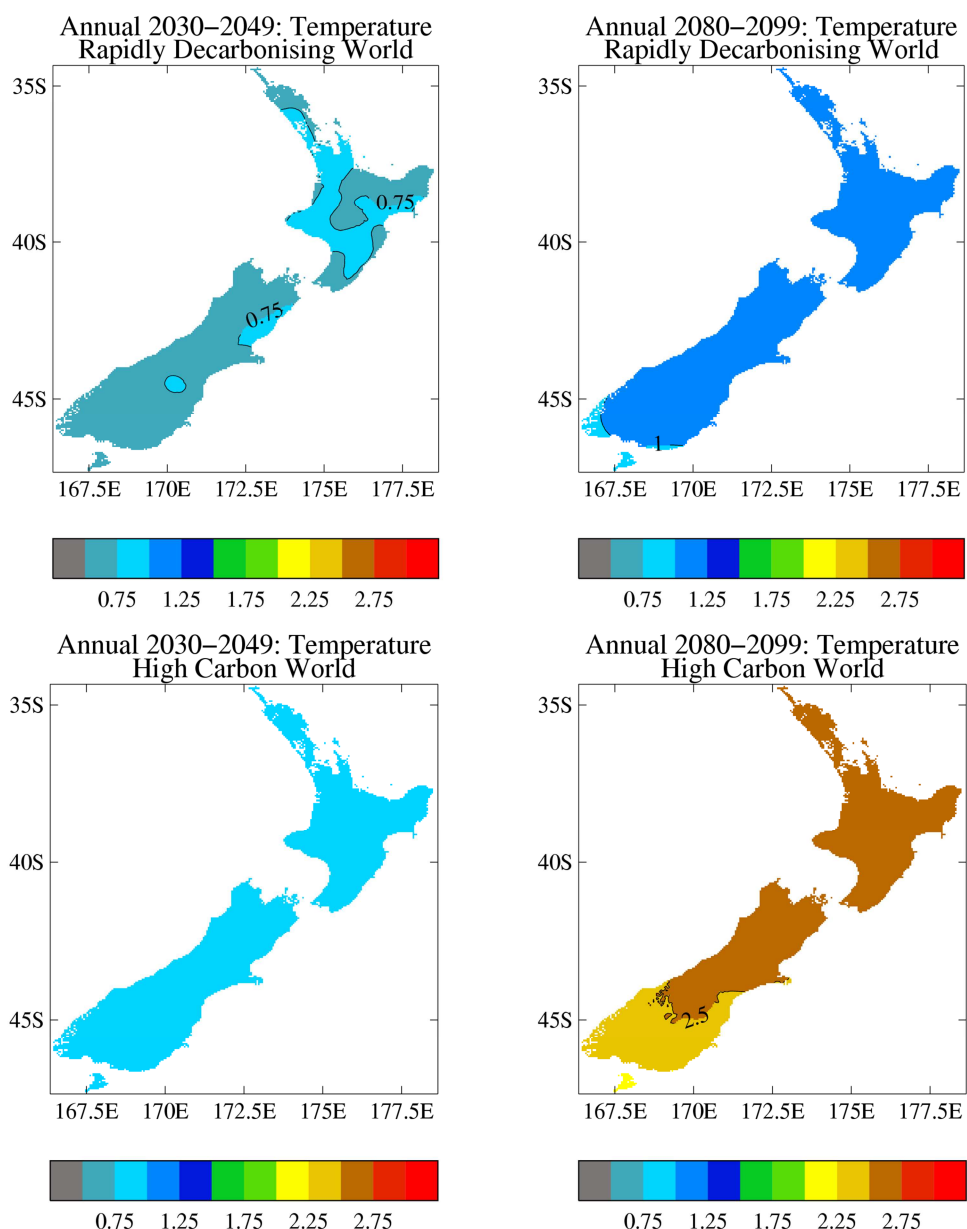 Annual 2030−2049: Temperature
Rapidly Decarbonising World
35S
40S
45S
0.75
0.75
167.5E 170E 172.5E 175E 177.5E
0.75 1.25 1.75 2.25 2.75
Annual 2080−2099: Temperature
Rapidly Decarbonising World
35S
40S
45S
1
167.5E 170E 172.5E 175E 177.5E
0.75 1.25 1.75 2.25 2.75
Annual 2030−2049: Temperature
High Carbon World
35S
40S
45S
167.5E 170E 172.5E 175E 177.5E
0.75 1.25 1.75 2.25 2.75
Annual 2080−2099: Temperature
High Carbon World
35S
40S
45S
2.5
167.5E 170E 172.5E 175E 177.5E
0.75 1.25 1.75 2.25 2.75